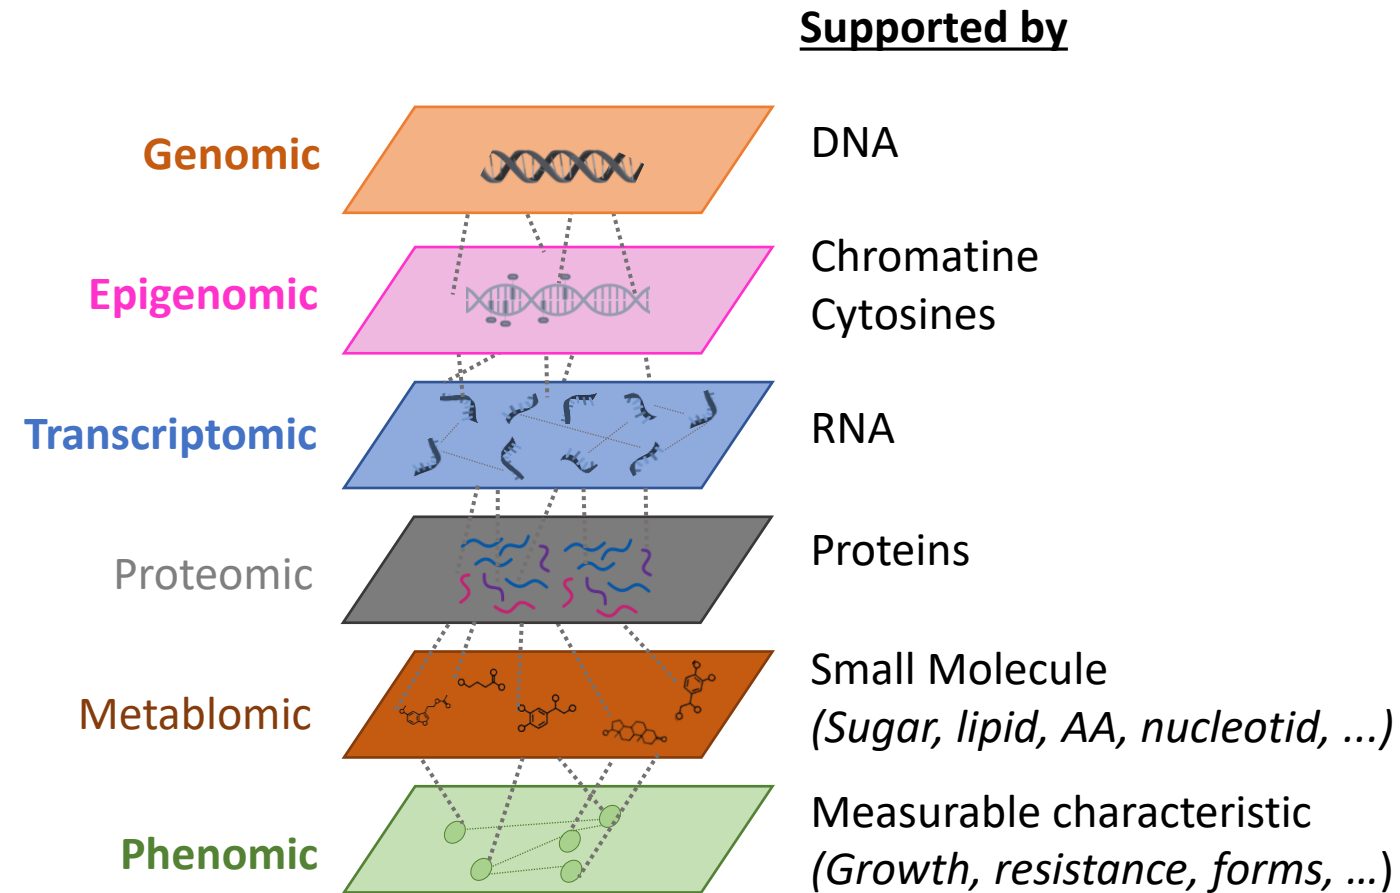 Supported by
Genomic
DNA
Epigenomic
Chromatine
Cytosines
Transcriptomic
RNA
Proteomic
Proteins
Metablomic
Small Molecule
(Sugar, lipid, AA, nucleotid, ...)
Phenomic
Measurable characteristic
(Growth, resistance, forms, …)